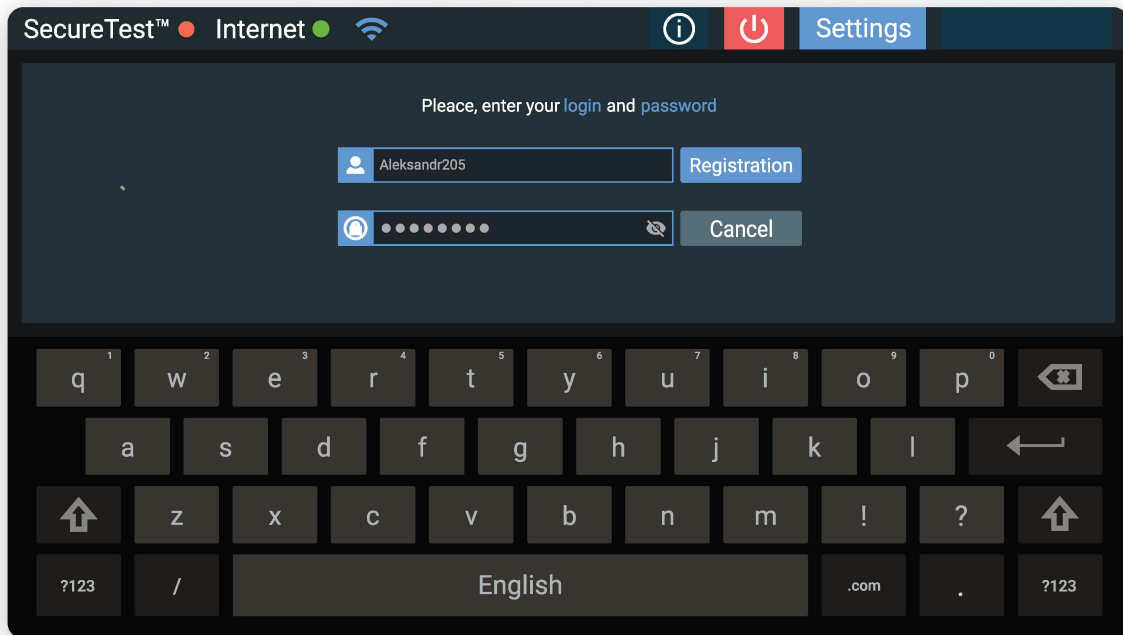 SecureTest™ Internet Settings
Pleace, enter your login and password
Aleksandr205 Registration
Cancel
q 1 w 2 e 3 r 4 t 5 y 6 u 7 i 8 o 9 p 0
a s d f g h j k l
z x c v b n m ! ?
?123 / English .com . ?123